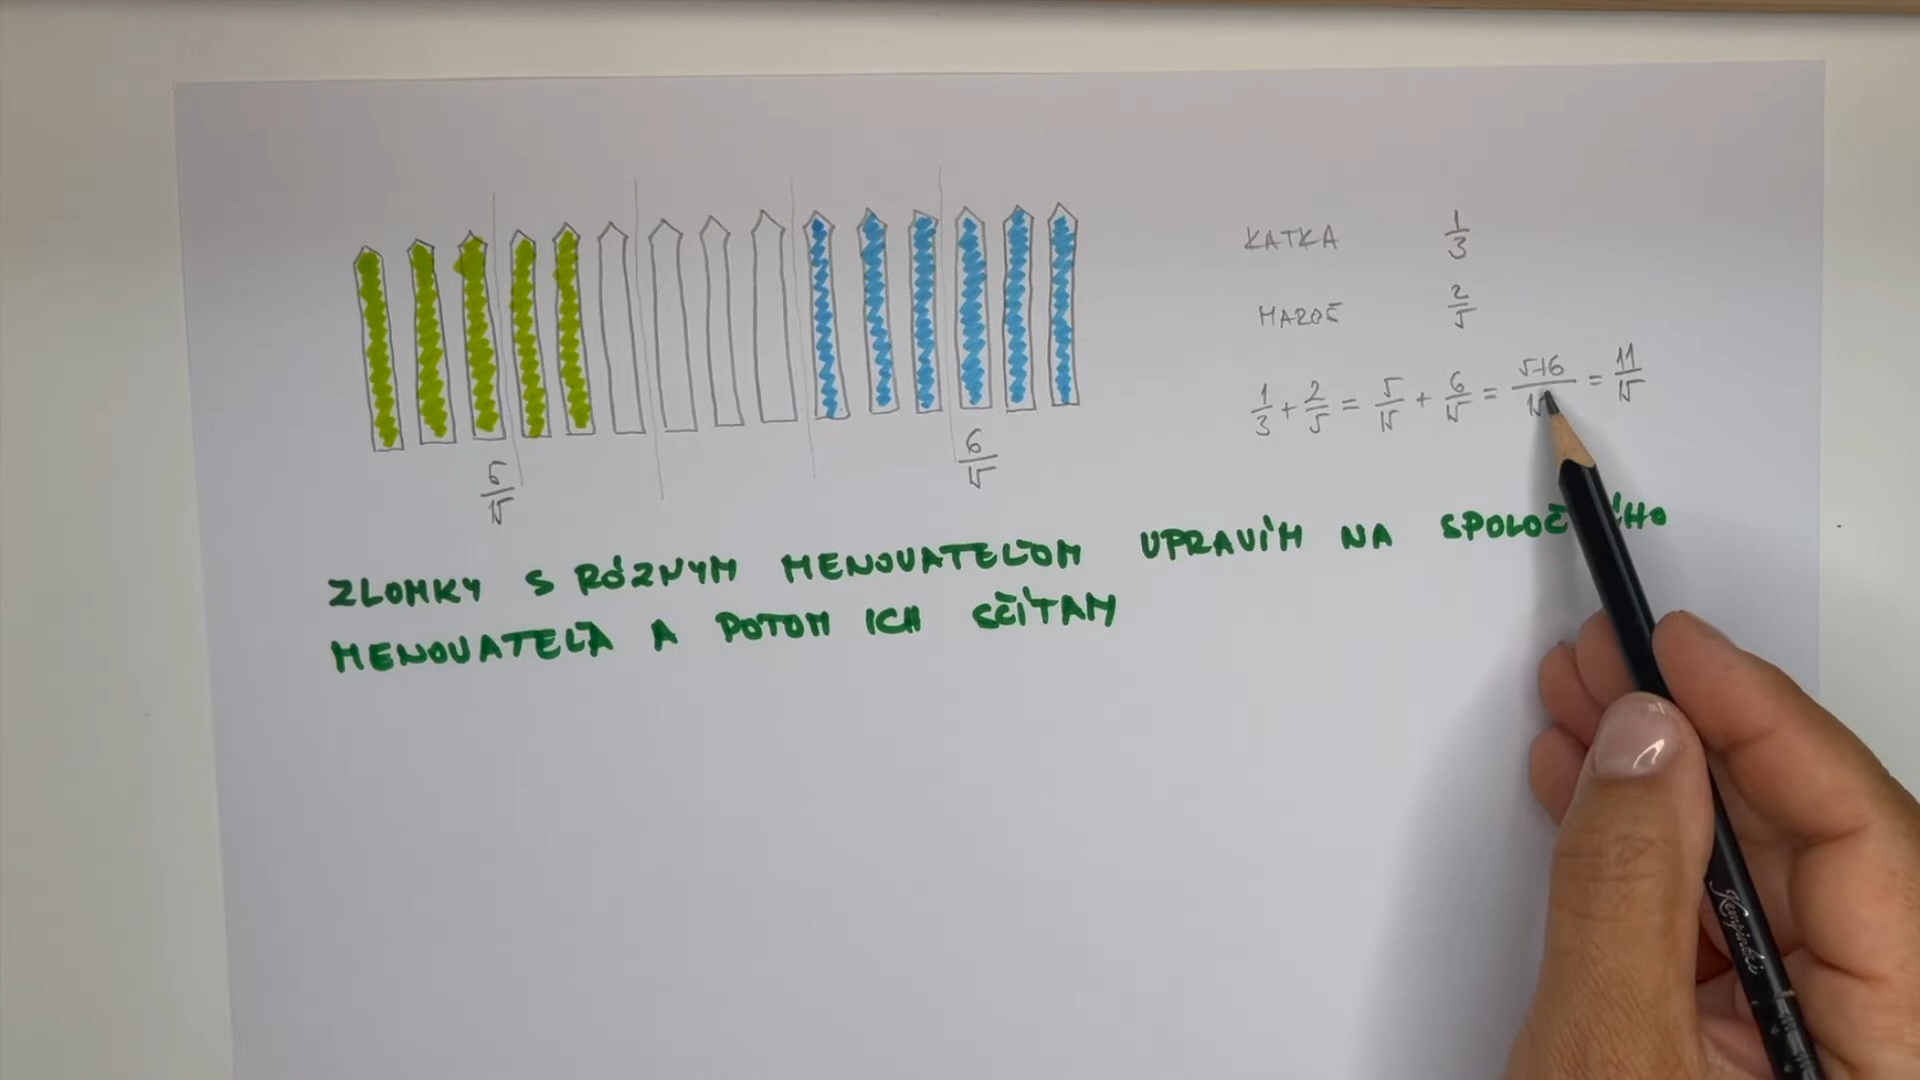 KATKA 1/3
MAROŠ 2/5
1/3 + 2/5 = 5/15 + 6/15 = 5+6/15 = 11/15
5/15
6/15
ZLOMKY S RÔZNYM MENOVATEĽOM UPRAVÍM NA
MENOVATEĽA A POTOM ICH SČÍTAM
Kempinski